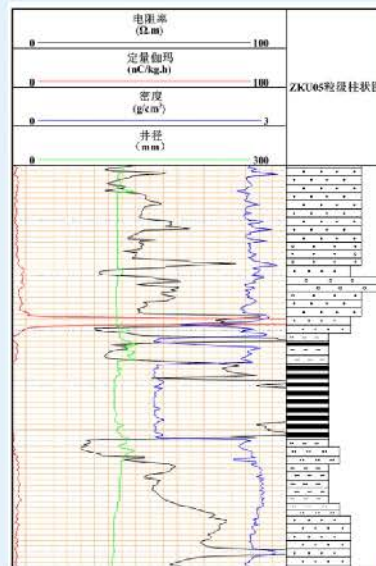 电阻率
(Ω.m)
0 100
定量伽玛
(nC/kg.h)
0 100
密度
(g/cm³)
0 3
井径
(mm)
0 300
ZKU05粒级柱状图